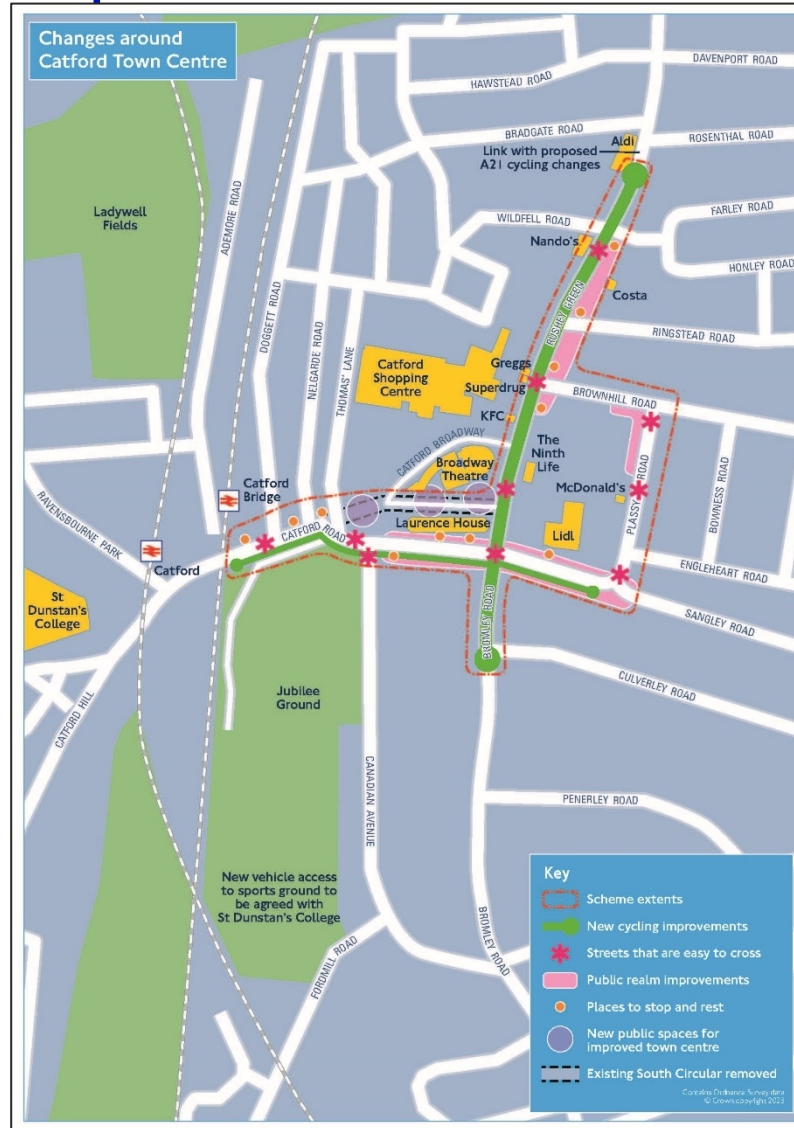 Changes around
Catford Town Centre
DAVENPORT ROAD
HAWSTEAD ROAD
BRADGATE ROAD
Aldi
ROSENTHAL ROAD
Link with proposed
A21 cycling changes
Ladywell
Fields
ADEMORE ROAD
WILDFELL ROAD
FARLEY ROAD
Nando's
HONLEY ROAD
DOGGETT ROAD
Costa
RUSHEY GREEN
RINGSTEAD ROAD
NELGARDE ROAD
THOMAS' LANE
Catford
Shopping
Centre
Greggs
Superdrug
BROWNHILL ROAD
KFC
CATFORD BROADWAY
The
Ninth
Life
Broadway
Theatre
McDonald's
PLASSY ROAD
BOWNESS ROAD
Catford
Bridge
RAVENSBOURNE PARK
Laurence House
CATFORD ROAD
Lidl
Catford
ENGLEHEART ROAD
St
Dunstan's
College
SANGLEY ROAD
BROMLEY ROAD
CULVERLEY ROAD
CATFORD HILL
Jubilee
Ground
CANADIAN AVENUE
PENERLEY ROAD
New vehicle access
to sports ground to
be agreed with
St Dunstan's College
FORDMILL ROAD
BROMLEY ROAD
Key
Scheme extents
New cycling improvements
Streets that are easy to cross
Public realm improvements
Places to stop and rest
New public spaces for
improved town centre
Existing South Circular removed
Contains Ordnance Survey data
© Crown copyright 2023